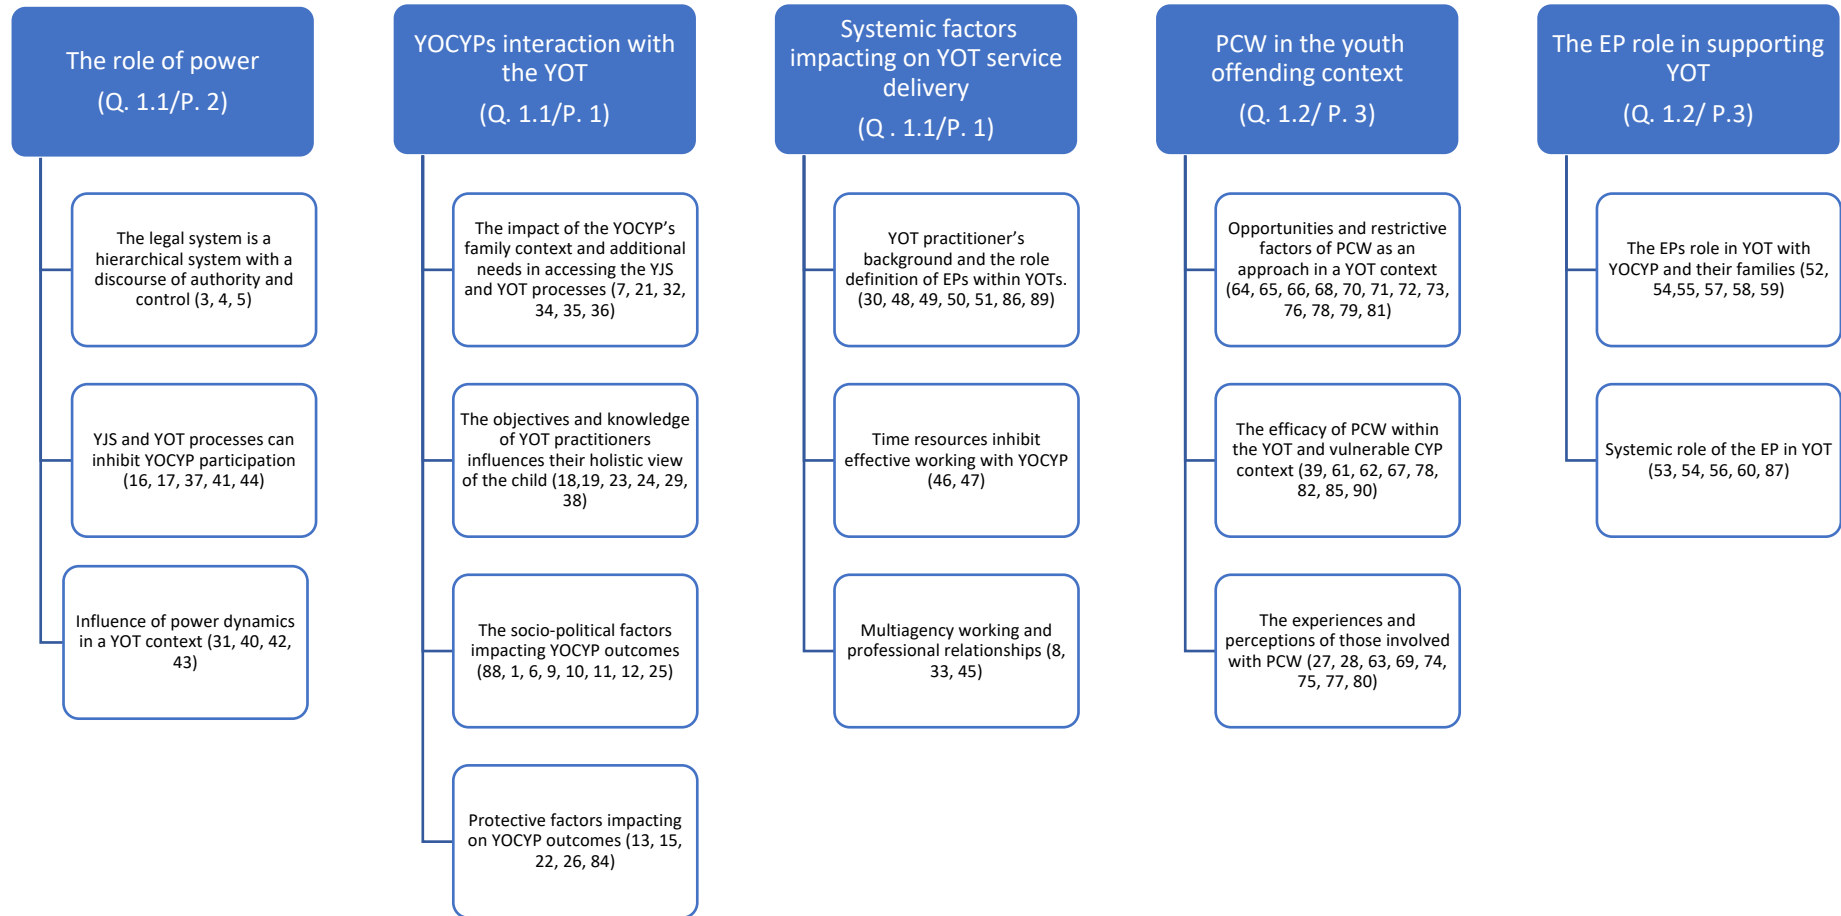 The role of power
(Q. 1.1/P. 2)
The legal system is a
hierarchical system with a
discourse of authority and
control (3, 4, 5)
YJS and YOT processes can
inhibit YOCYP participation
(16, 17, 37, 41, 44)
Influence of power dynamics
in a YOT context (31, 40, 42,
43)
YOCYPs interaction with
the YOT
(Q. 1.1/P. 1)
The impact of the YOCYP’s
family context and additional
needs in accessing the YJS
and YOT processes (7, 21, 32,
34, 35, 36)
The objectives and knowledge
of YOT practitioners
influences their holistic view
of the child (18,19, 23, 24, 29,
38)
The socio-political factors
impacting YOCYP outcomes
(88, 1, 6, 9, 10, 11, 12, 25)
Protective factors impacting
on YOCYP outcomes (13, 15,
22, 26, 84)
Systemic factors
impacting on YOT service
delivery
(Q . 1.1/P. 1)
YOT practitioner’s
background and the role
definition of EPs within YOTs.
(30, 48, 49, 50, 51, 86, 89)
Time resources inhibit
effective working with YOCYP
(46, 47)
Multiagency working and
professional relationships (8,
33, 45)
PCW in the youth
offending context
(Q. 1.2/ P. 3)
Opportunities and restrictive
factors of PCW as an
approach in a YOT context
(64, 65, 66, 68, 70, 71, 72, 73,
76, 78, 79, 81)
The efficacy of PCW within
the YOT and vulnerable CYP
context (39, 61, 62, 67, 78,
82, 85, 90)
The experiences and
perceptions of those involved
with PCW (27, 28, 63, 69, 74,
75, 77, 80)
The EP role in supporting
YOT
(Q. 1.2/ P.3)
The EPs role in YOT with
YOCYP and their families (52,
54,55, 57, 58, 59)
Systemic role of the EP in YOT
(53, 54, 56, 60, 87)